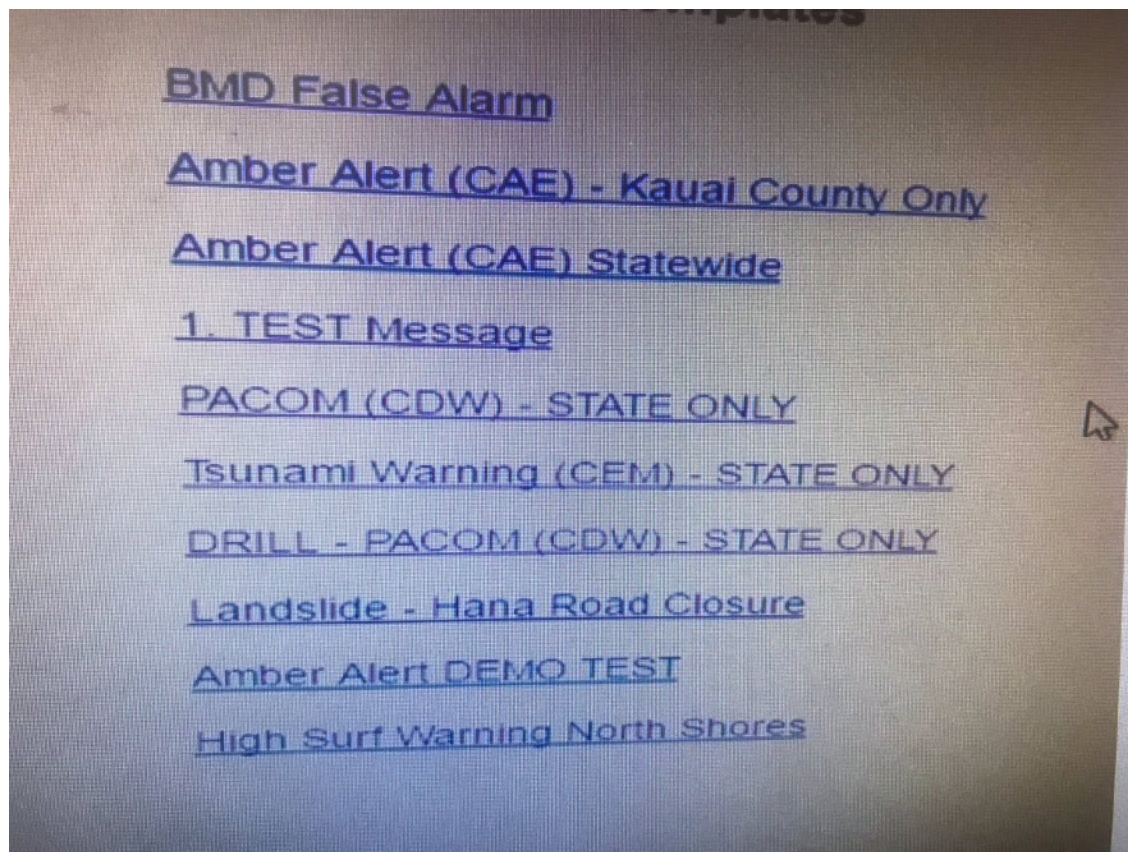 BMD False Alarm
Amber Alert (CAE) - Kauai County Only
Amber Alert (CAE) Statewide
1. TEST Message
PACOM (CDW) - STATE ONLY
Tsunami Warning (CEM) - STATE ONLY
DRILL - PACOM (CDW) - STATE ONLY
Landslide - Hana Road Closure
Amber Alert DEMO TEST
High Surf Warning North Shores